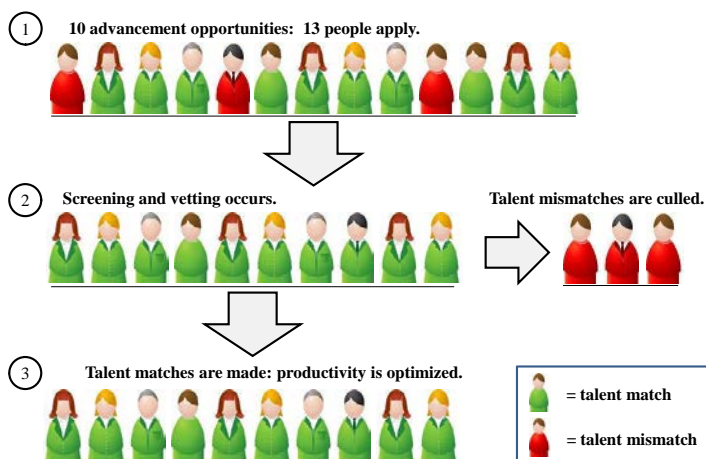 1
10 advancement opportunities: 13 people apply.
2
Screening and vetting occurs.
Talent mismatches are culled.
3
Talent matches are made: productivity is optimized.
= talent match
= talent mismatch